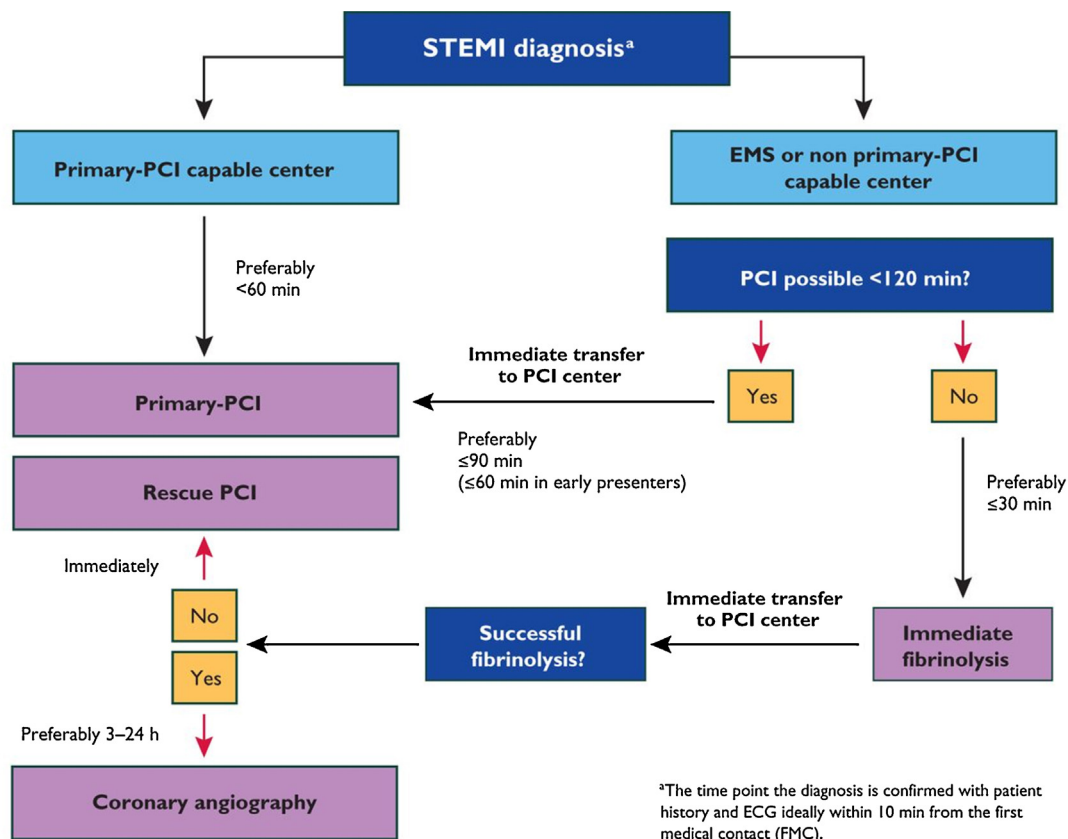 STEMI diagnosisᵃ
Primary-PCI capable center
EMS or non primary-PCI
capable center
Preferably
<60 min
PCI possible <120 min?
Immediate transfer
to PCI center
Yes
No
Primary-PCI
Preferably
≤90 min
(≤60 min in early presenters)
Preferably
≤30 min
Rescue PCI
Immediately
No
Yes
Successful
fibrinolysis?
Immediate transfer
to PCI center
Immediate
fibrinolysis
Preferably 3–24 h
Coronary angiography
ᵃThe time point the diagnosis is confirmed with patient
history and ECG ideally within 10 min from the first
medical contact (FMC).